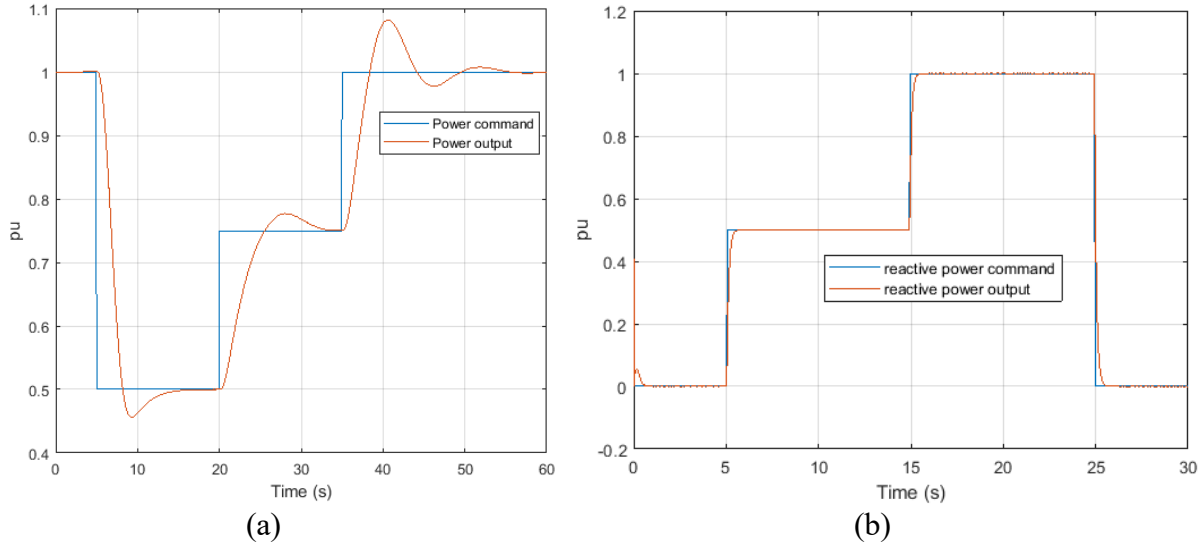 1.1
1
0.9
0.8
0.7
0.6
0.5
0.4
pu
0 10 20 30 40 50 60
Time (s)
Power command
Power output
(a)
1.2
1
0.8
0.6
0.4
0.2
0
-0.2
pu
0 5 10 15 20 25 30
Time (s)
reactive power command
reactive power output
(b)